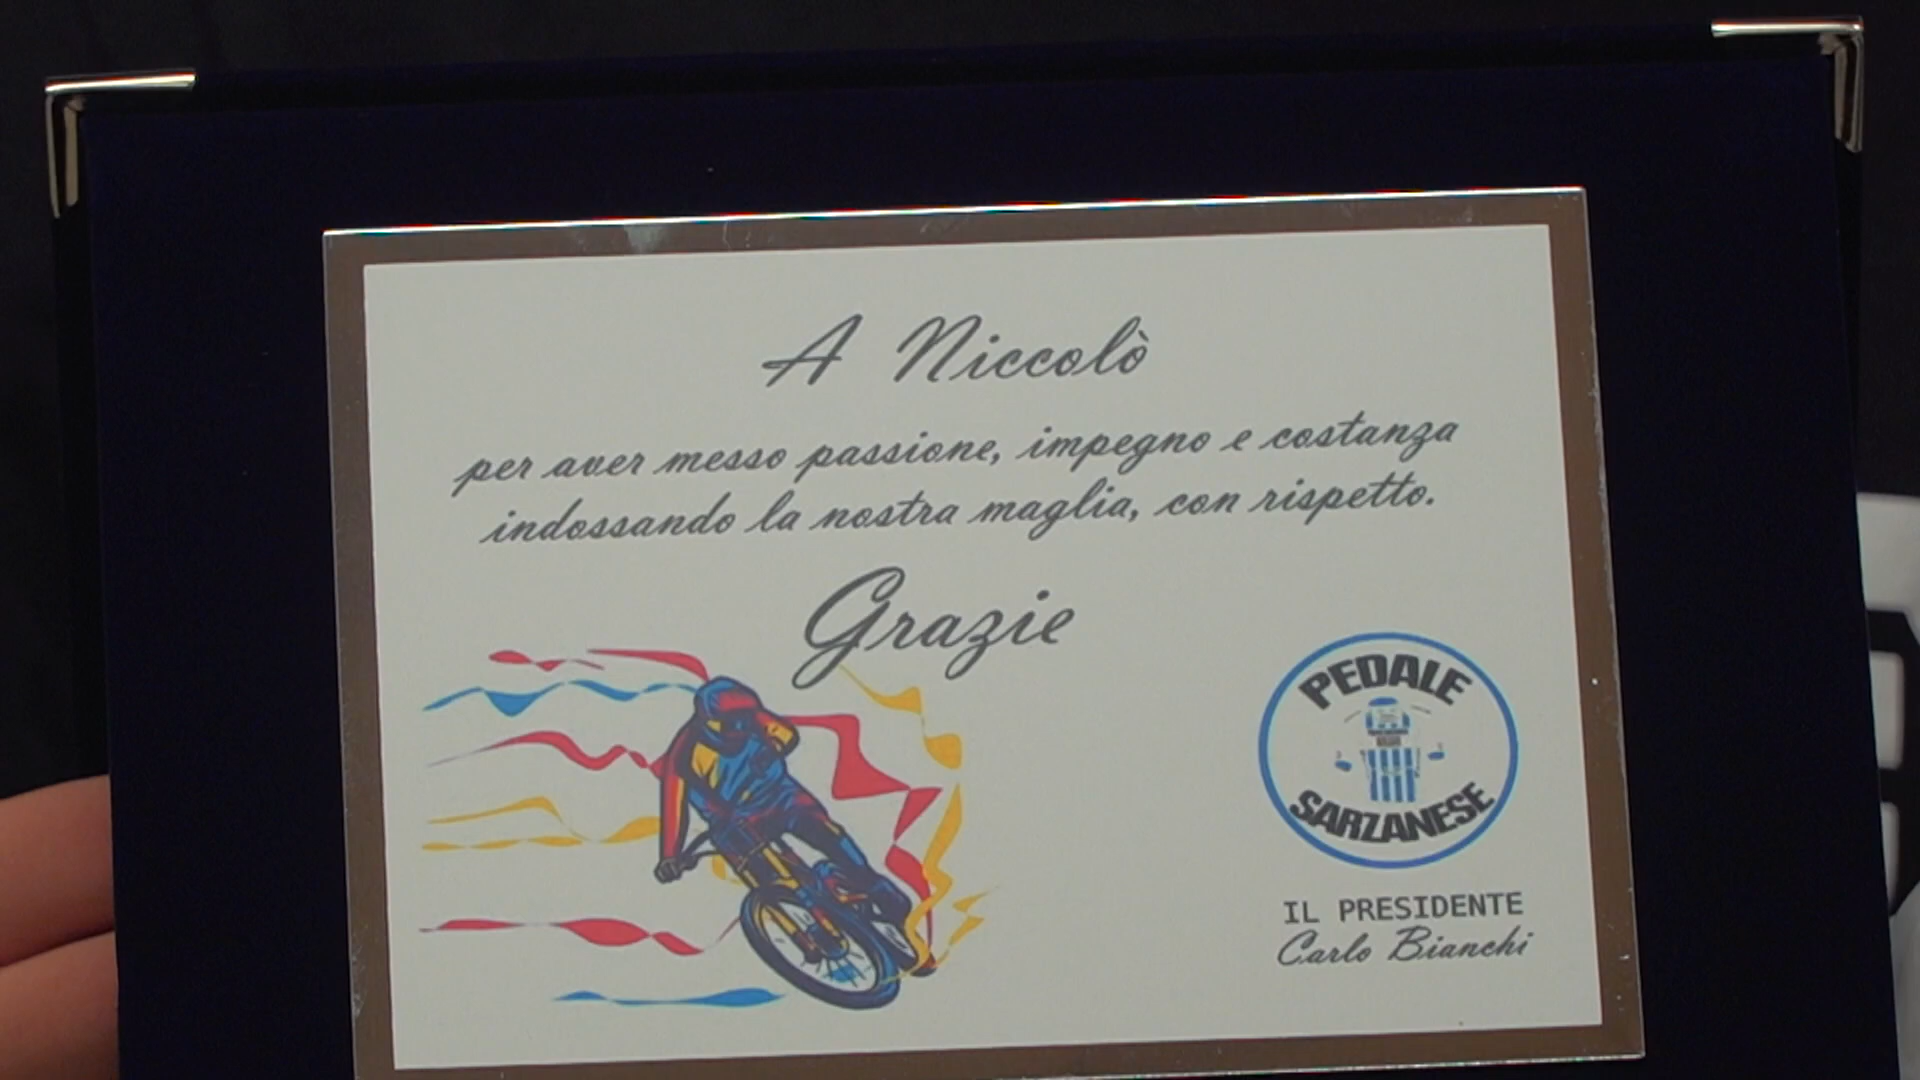 A Niccolò
per aver messo passione, impegno e costanza
indossando la nostra maglia, con rispetto.
Grazie
PEDALE
SARZANESE
IL PRESIDENTE
Carlo Bianchi